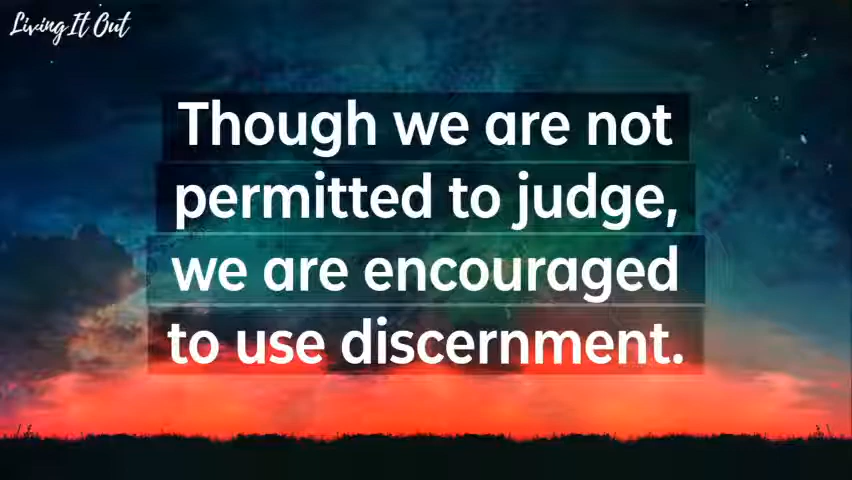 Living It Out
Though we are not
permitted to judge,
we are encouraged
to use discernment.